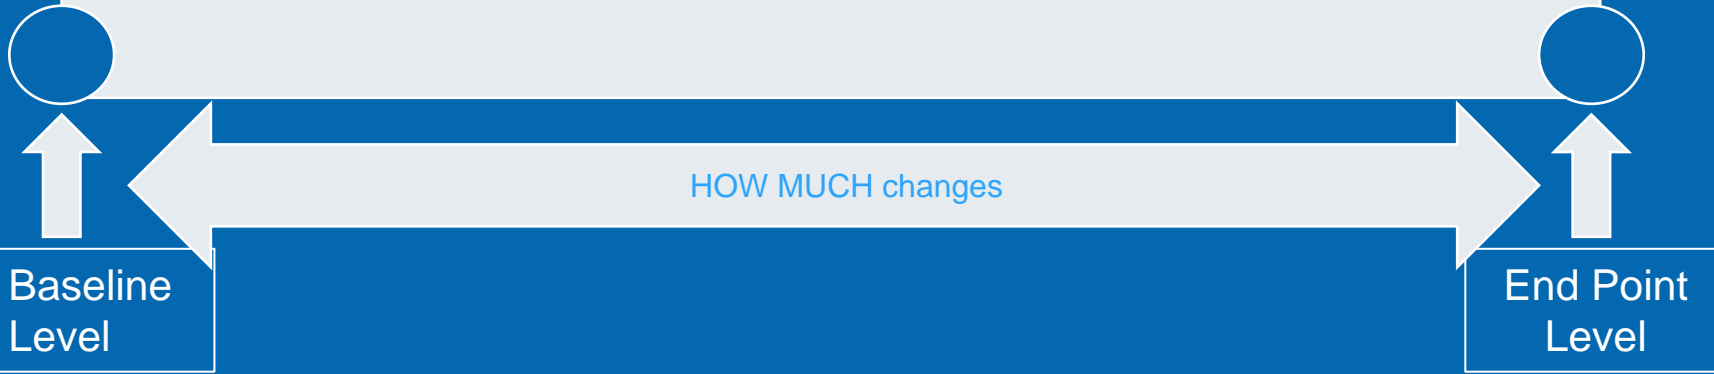 HOW MUCH changes
Baseline
Level
End Point
Level